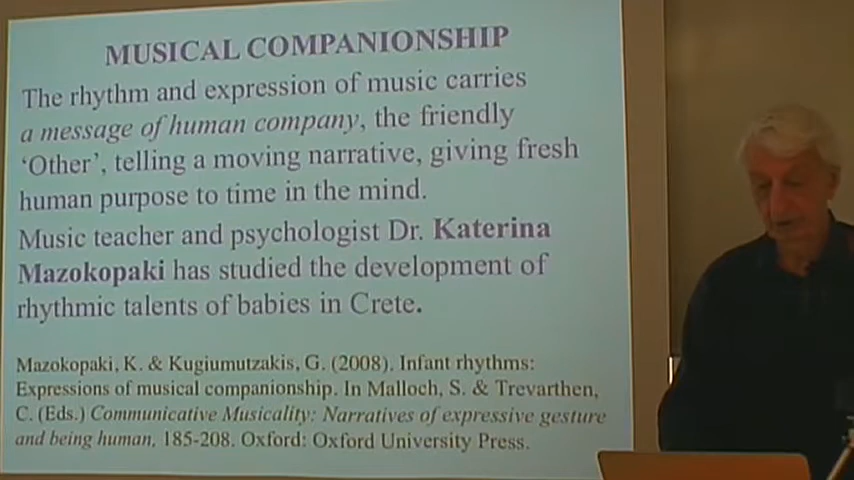 MUSICAL COMPANIONSHIP
The rhythm and expression of music carries
a message of human company, the friendly
‘Other’, telling a moving narrative, giving fresh
human purpose to time in the mind.
Music teacher and psychologist Dr. Katerina
Mazokopaki has studied the development of
rhythmic talents of babies in Crete.
Mazokopaki, K. & Kugiumutzakis, G. (2008). Infant rhythms:
Expressions of musical companionship. In Malloch, S. & Trevarthen,
C. (Eds.) Communicative Musicality: Narratives of expressive gesture
and being human, 185-208. Oxford: Oxford University Press.